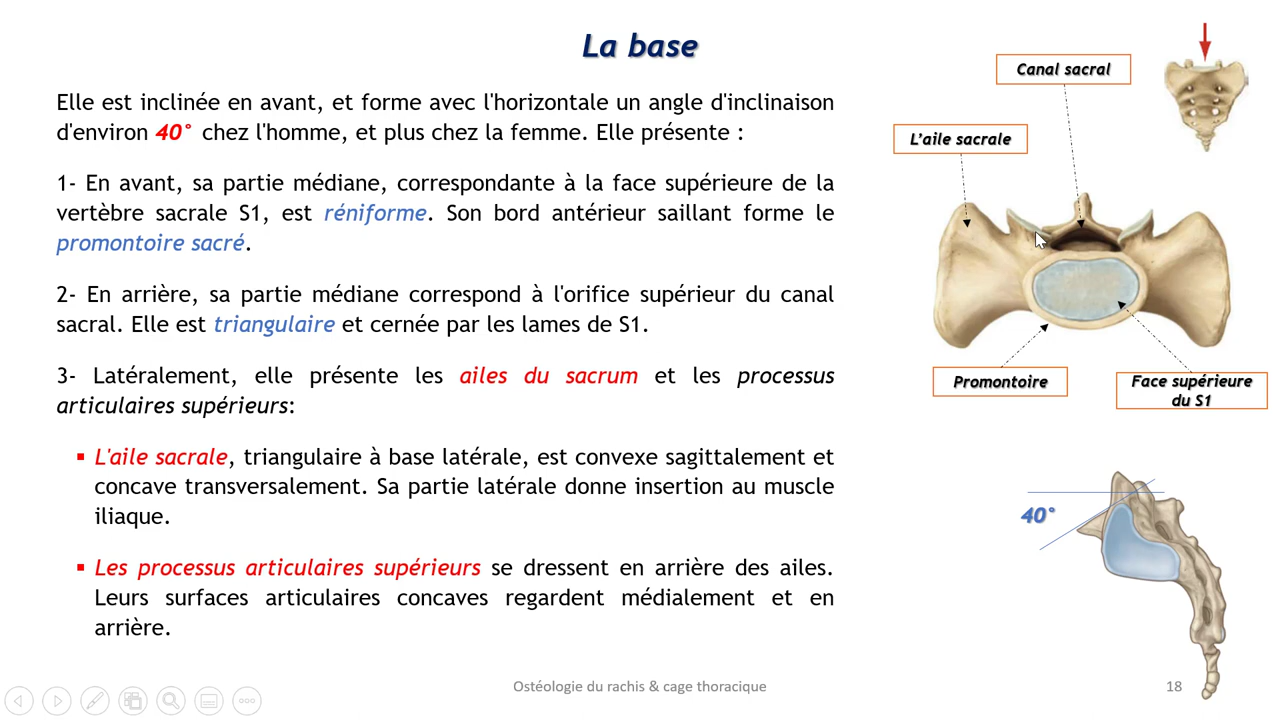 La base
Elle est inclinée en avant, et forme avec l'horizontale un angle d'inclinaison
d'environ 40° chez l'homme, et plus chez la femme. Elle présente :
1- En avant, sa partie médiane, correspondante à la face supérieure de la
vertèbre sacrale S1, est réniforme. Son bord antérieur saillant forme le
promontoire sacré.
2- En arrière, sa partie médiane correspond à l'orifice supérieur du canal
sacral. Elle est triangulaire et cernée par les lames de S1.
3- Latéralement, elle présente les ailes du sacrum et les processus
articulaires supérieurs:
▪ L'aile sacrale, triangulaire à base latérale, est convexe sagittalement et
concave transversalement. Sa partie latérale donne insertion au muscle
iliaque.
▪ Les processus articulaires supérieurs se dressent en arrière des ailes.
Leurs surfaces articulaires concaves regardent médialement et en
arrière.
Canal sacral
L’aile sacrale
Promontoire
Face supérieure
du S1
40°
Ostéologie du rachis & cage thoracique
18